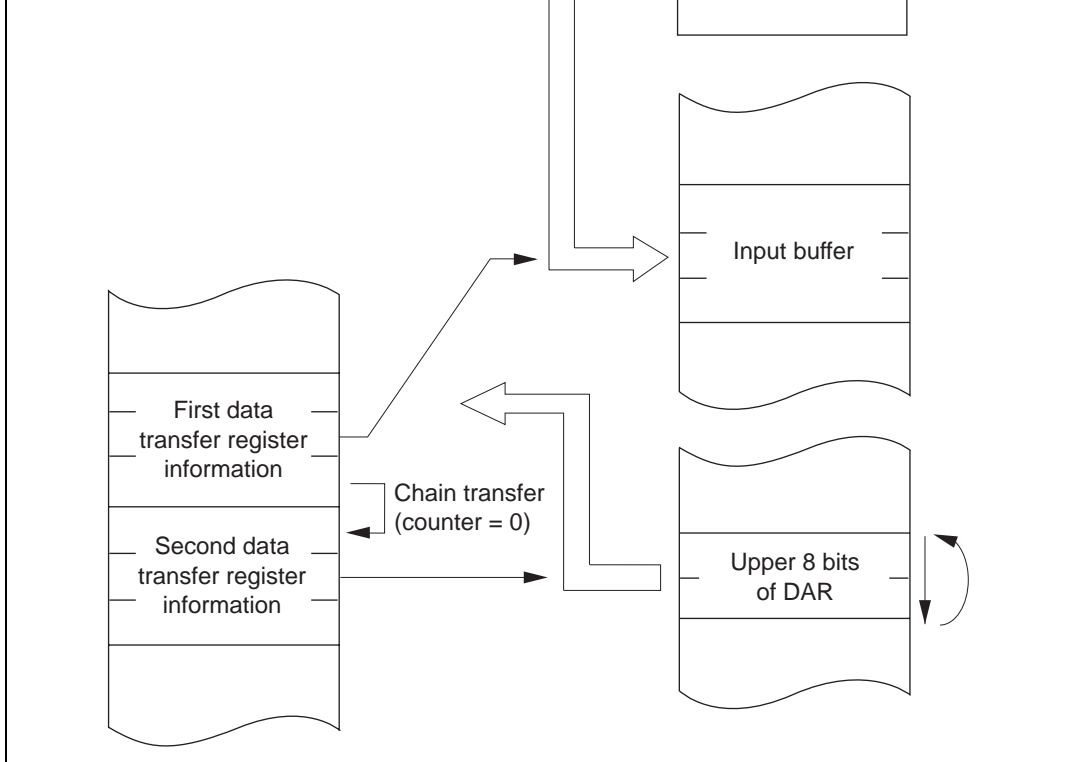 Input buffer
First data
transfer register
information
Chain transfer
(counter = 0)
Second data
transfer register
information
Upper 8 bits
of DAR